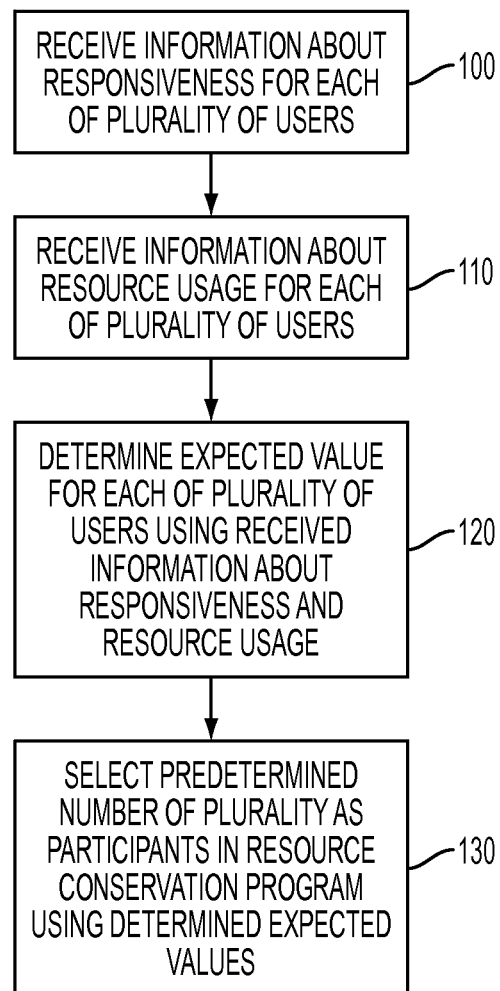 RECEIVE INFORMATION ABOUT
RESPONSIVENESS FOR EACH
OF PLURALITY OF USERS
100
RECEIVE INFORMATION ABOUT
RESOURCE USAGE FOR EACH
OF PLURALITY OF USERS
110
DETERMINE EXPECTED VALUE
FOR EACH OF PLURALITY OF
USERS USING RECEIVED
INFORMATION ABOUT
RESPONSIVENESS AND
RESOURCE USAGE
120
SELECT PREDETERMINED
NUMBER OF PLURALITY AS
PARTICIPANTS IN RESOURCE
CONSERVATION PROGRAM
USING DETERMINED EXPECTED
VALUES
130